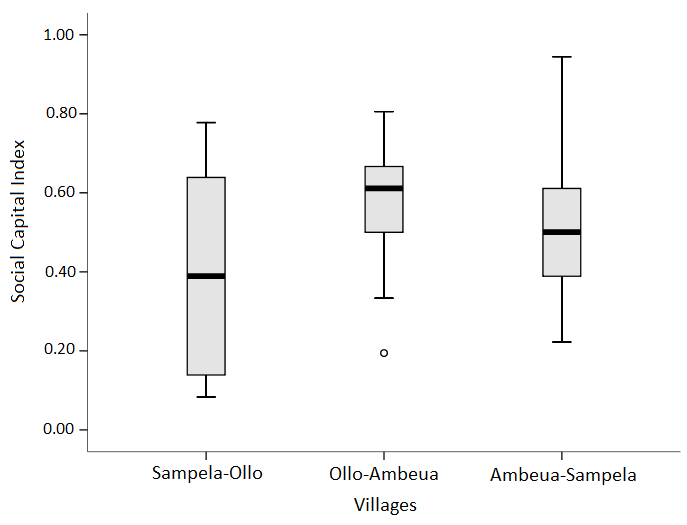 Social Capital Index
1.00
0.80
0.60
0.40
0.20
0.00
Sampela-Ollo
Ollo-Ambeua
Ambeua-Sampela
Villages